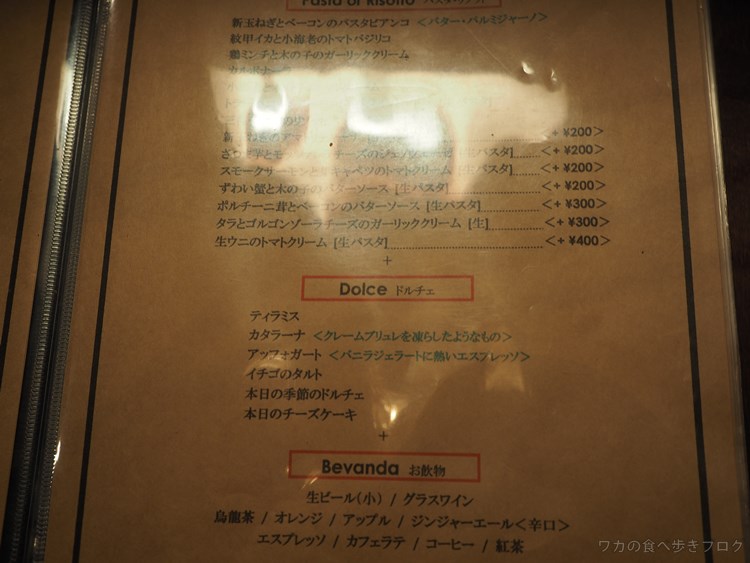 Pasta or Risotto
新玉ねぎとベーコンのパスタビアンコ <バター・パルミジャーノ>
紋甲イカと小海老のトマトバジリコ
鶏ミンチと木の子のガーリッククリーム
カルボナーラ
<+ ¥200>
チーズの [生パスタ] <+ ¥200>
スモークサーモンと キャベツのトマトクリーム [生パスタ] <+ ¥200>
ずわい蟹と木の子のバターソース [生パスタ] <+ ¥200>
ポルチーニ茸とベーコンのバターソース [生パスタ] <+ ¥300>
タラとゴルゴンゾーラチーズのガーリッククリーム [生] <+ ¥300>
生ウニのトマトクリーム [生パスタ] <+ ¥400>
+
Dolce ドルチェ
ティラミス
カタラーナ <クレームブリュレを凍らしたようなもの>
アッフォガート <バニラジェラートに熱いエスプレッソ>
イチゴのタルト
本日の季節のドルチェ
本日のチーズケーキ
+
Bevanda お飲物
生ビール(小) / グラスワイン
烏龍茶 / オレンジ / アップル / ジンジャーエール<辛口>
エスプレッソ / カフェラテ / コーヒー / 紅茶
ワカの食べ歩きブログ